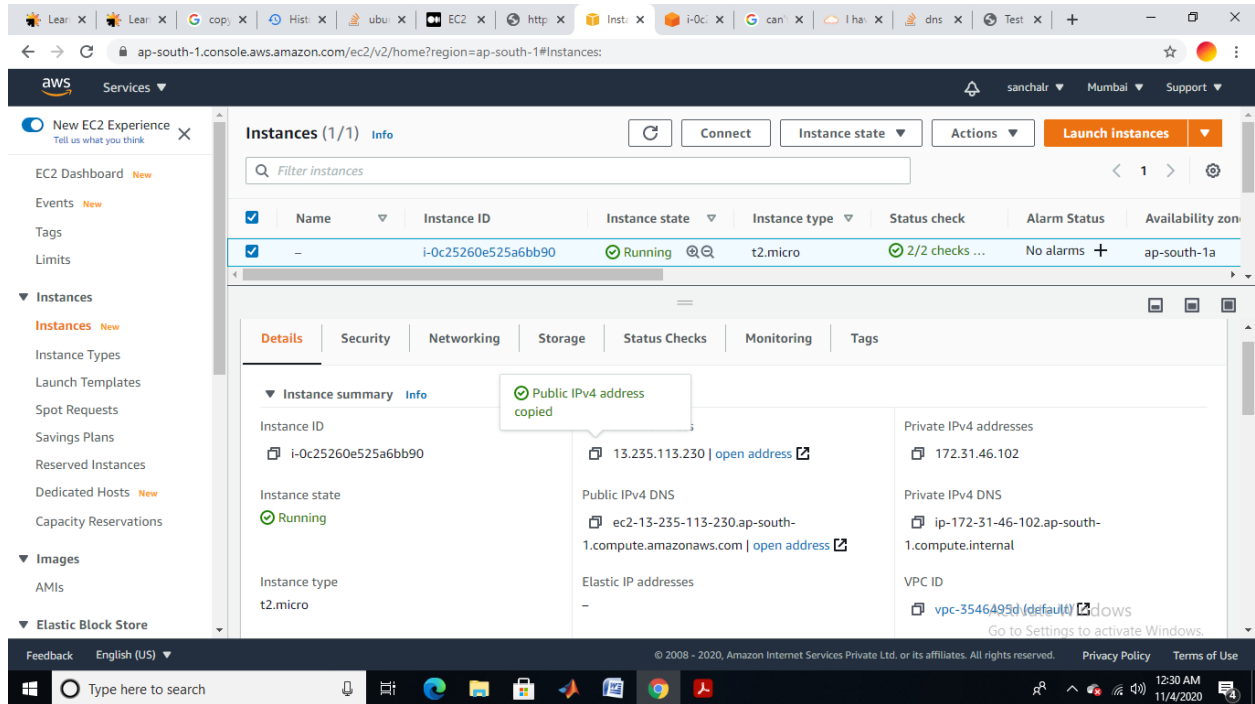 Lear
Lear
copy
Hist
ubu
EC2
http
Inst
i-0c
can'
I hav
dns
Test
ap-south-1.console.aws.amazon.com/ec2/v2/home?region=ap-south-1#Instances:
aws
Services
sanchalr
Mumbai
Support
New EC2 Experience
Tell us what you think
EC2 Dashboard New
Events New
Tags
Limits
Instances
Instances New
Instance Types
Launch Templates
Spot Requests
Savings Plans
Reserved Instances
Dedicated Hosts New
Capacity Reservations
Images
AMIs
Elastic Block Store
Instances (1/1) Info
Connect
Instance state
Actions
Launch instances
Filter instances
1
Name Instance ID Instance state Instance type Status check Alarm Status Availability zon
– i-0c25260e525a6bb90 Running t2.micro 2/2 checks ... No alarms + ap-south-1a
Details Security Networking Storage Status Checks Monitoring Tags
Instance summary Info
Public IPv4 address
copied
Instance ID
i-0c25260e525a6bb90
s
13.235.113.230 | open address
Private IPv4 addresses
172.31.46.102
Instance state
Running
Public IPv4 DNS
ec2-13-235-113-230.ap-south-
1.compute.amazonaws.com | open address
Private IPv4 DNS
ip-172-31-46-102.ap-south-
1.compute.internal
Instance type
t2.micro
Elastic IP addresses
–
VPC ID
vpc-3546495d (default)
Activate Windows
Go to Settings to activate Windows.
Feedback English (US) © 2008 - 2020, Amazon Internet Services Private Ltd. or its affiliates. All rights reserved. Privacy Policy Terms of Use
Type here to search
12:30 AM
11/4/2020
4